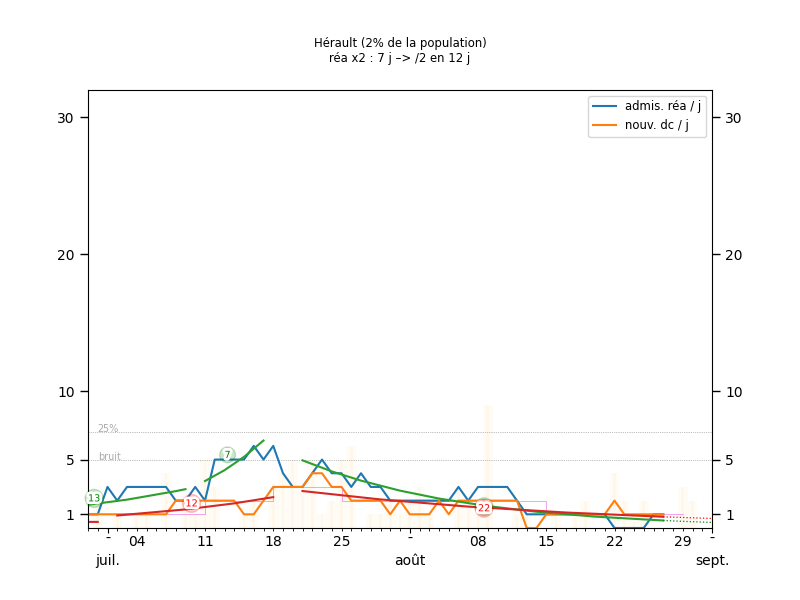 Hérault (2% de la population)
réa x2 : 7 j –> /2 en 12 j
admis. réa / j
nouv. dc / j
30 30
20 20
10 10
25%
5 bruit 5
7
13
12
22
1 1
- 04 11 18 25 - 08 15 22 29 -
juil. août sept.